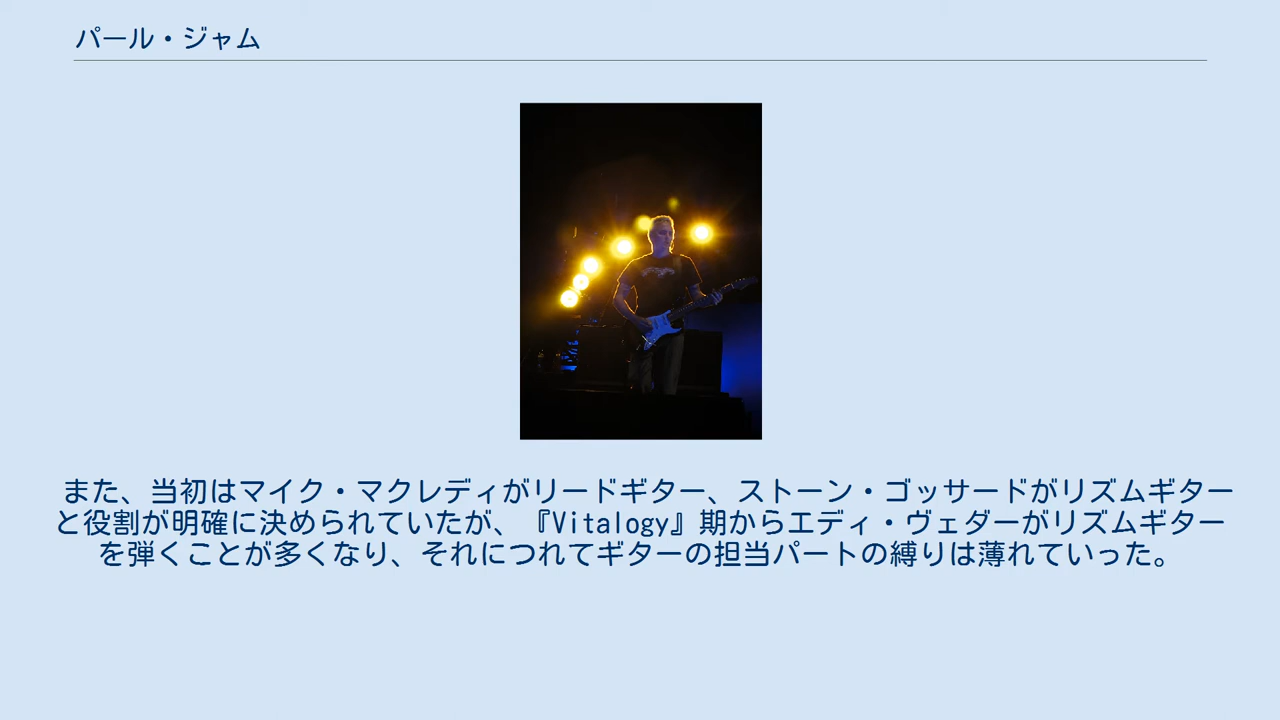 パール・ジャム
また、当初はマイク・マクレディがリードギター、ストーン・ゴッサードがリズムギター
と役割が明確に決められていたが、『Vitalogy』期からエディ・ヴェダーがリズムギター
を弾くことが多くなり、それにつれてギターの担当パートの縛りは薄れていった。